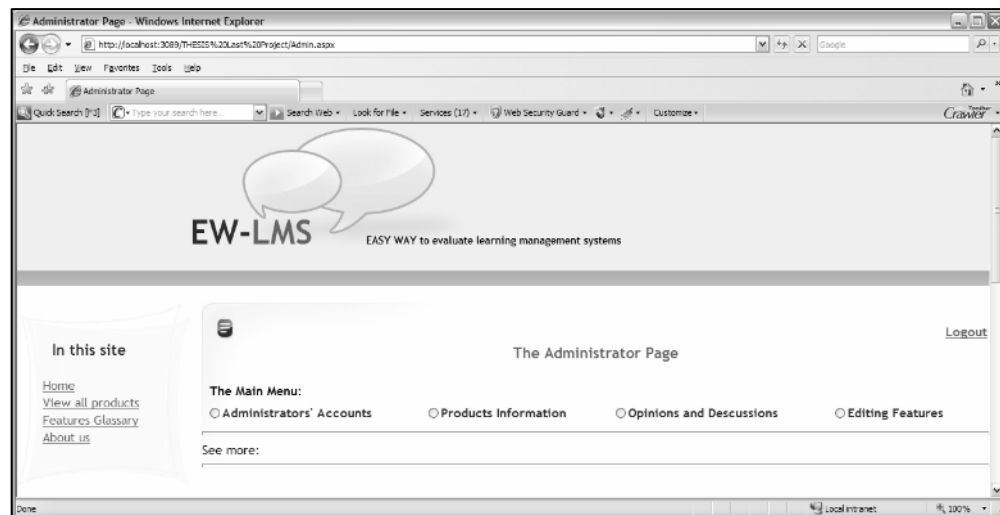 Administrator Page - Windows Internet Explorer
http://localhost:3089/THESIS%20Last%20Project/Admin.aspx
Google
File Edit View Favorites Tools Help
Administrator Page
Quick Search Type your search here... Search Web Look for File Services (17) Web Security Guard Customize Crawler
EW-LMS EASY WAY to evaluate learning management systems
In this site
Home
View all products
Features Glassary
About us
Logout
The Administrator Page
The Main Menu:
Administrators' Accounts Products Information Opinions and Descussions Editing Features
See more:
Done Local intranet 100%